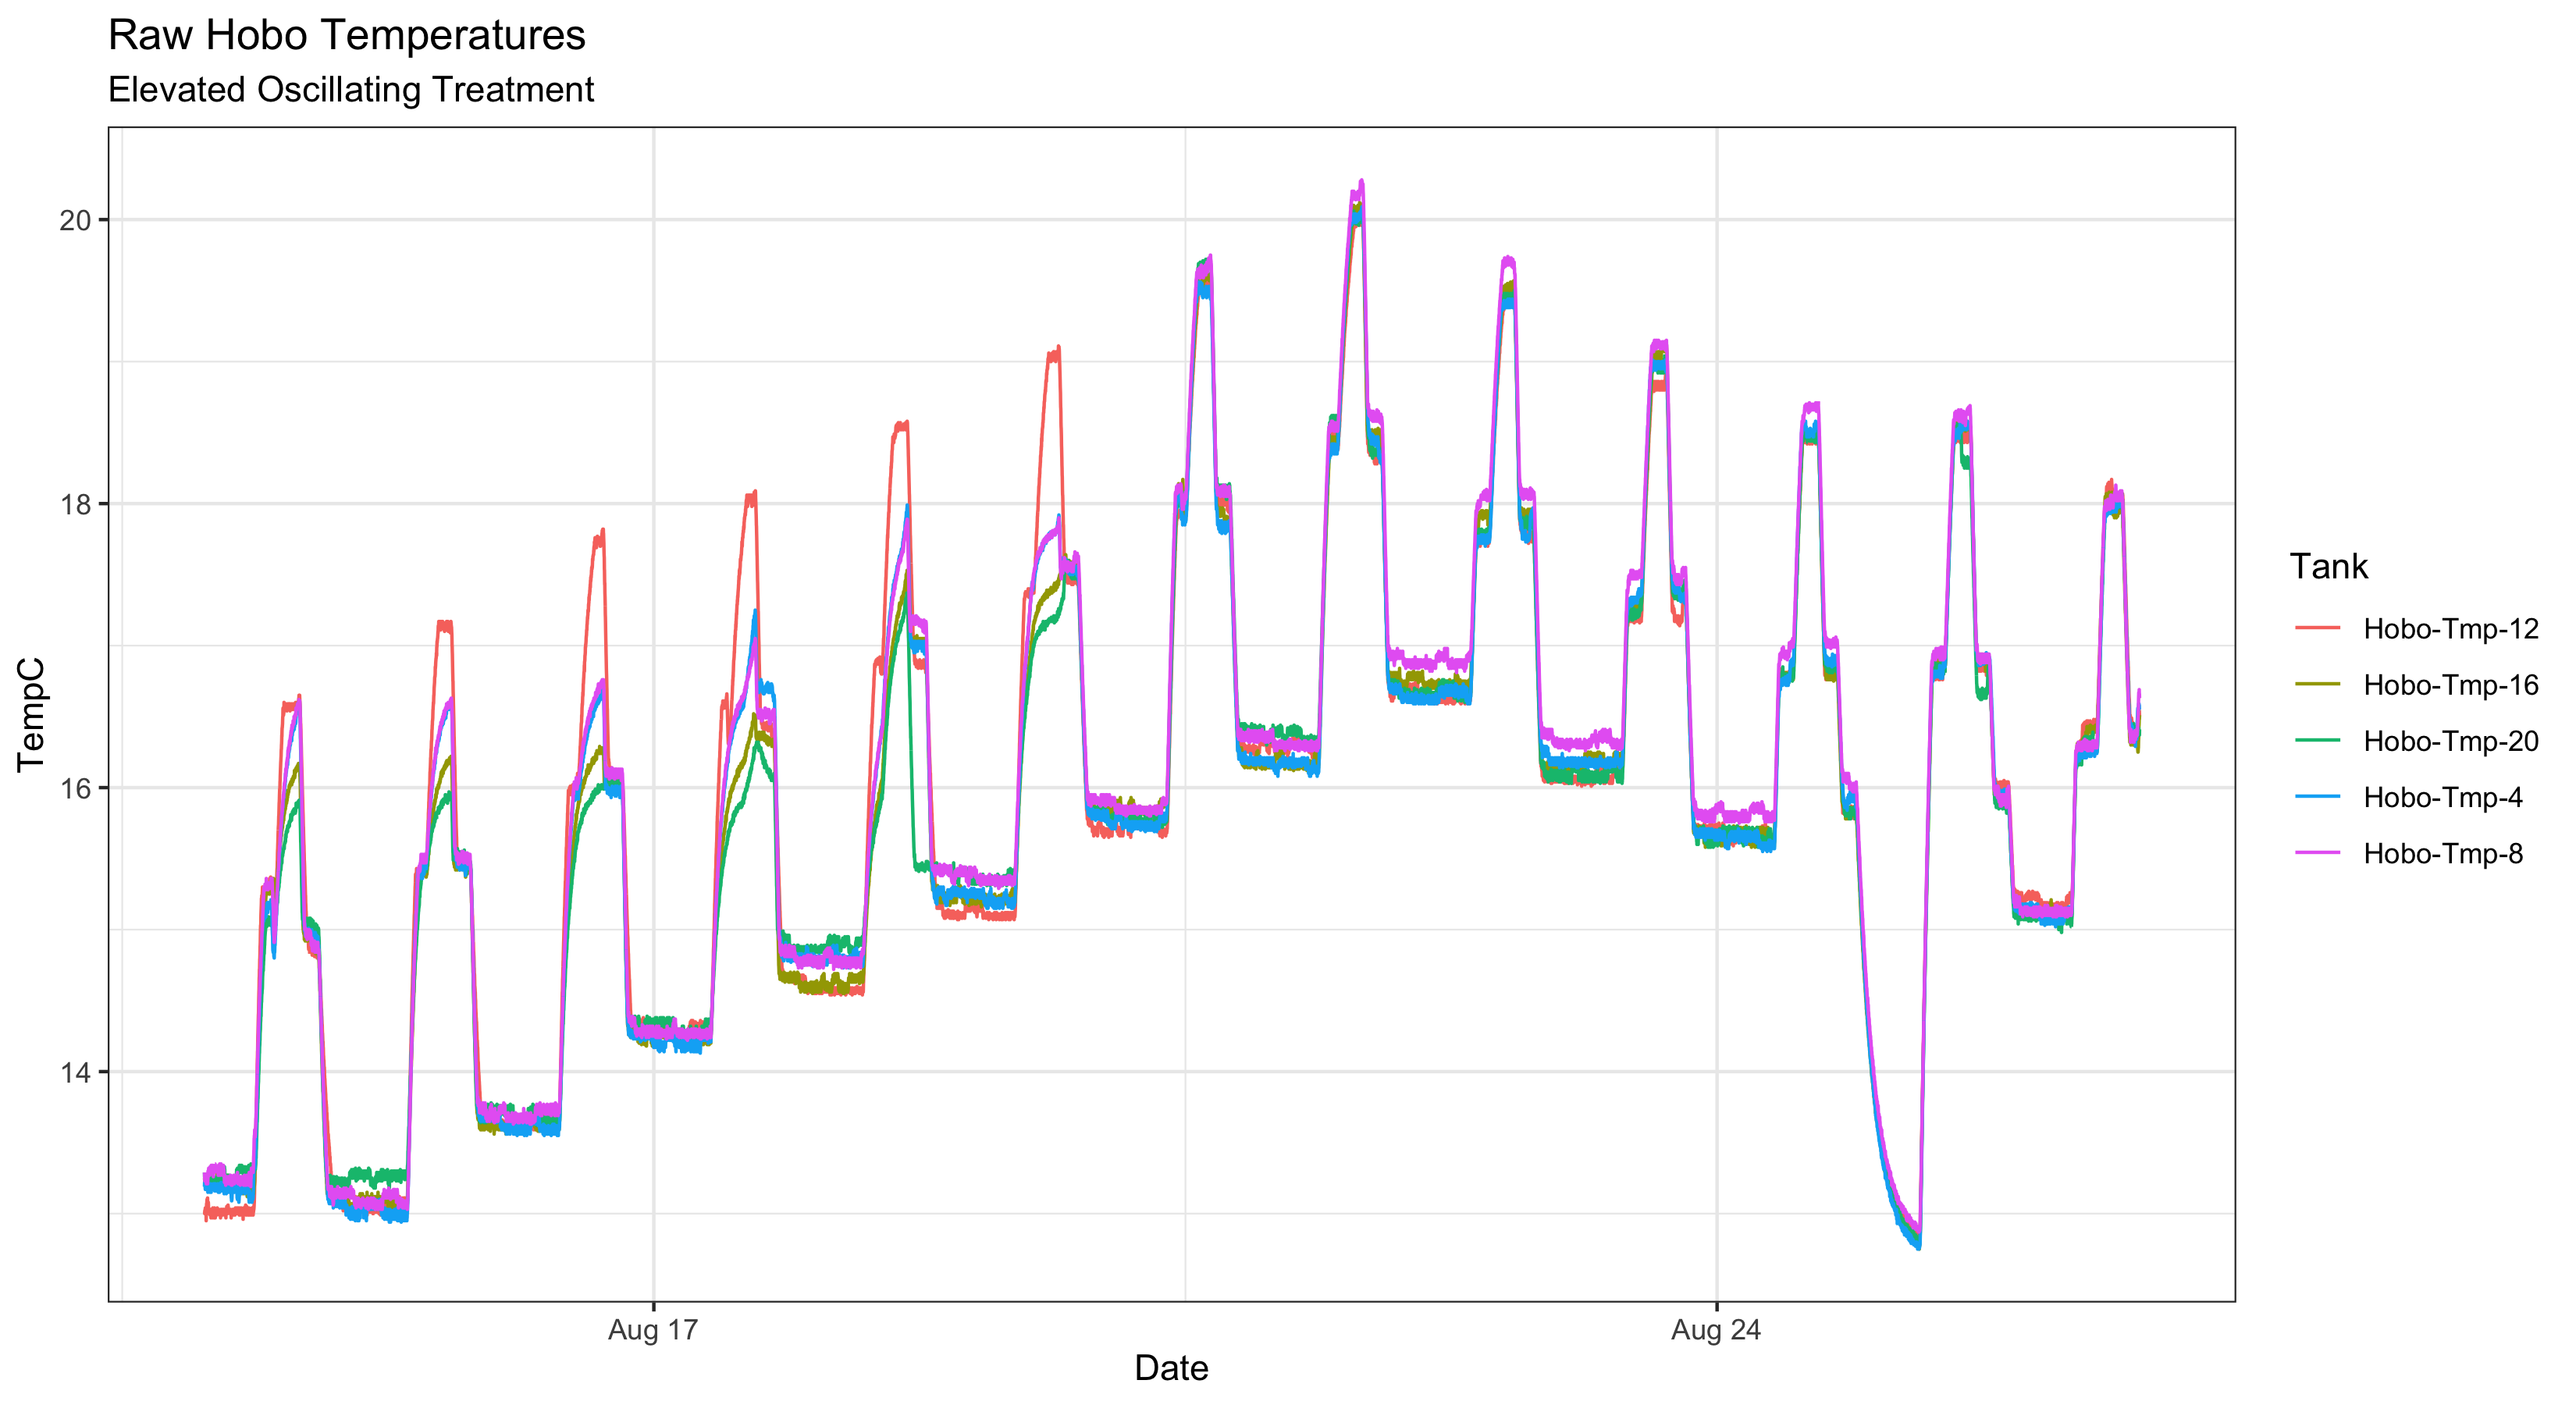 Raw Hobo Temperatures
Elevated Oscillating Treatment
20
18
16
14
TempC
Aug 17
Aug 24
Date
Tank
Hobo-Tmp-12
Hobo-Tmp-16
Hobo-Tmp-20
Hobo-Tmp-4
Hobo-Tmp-8